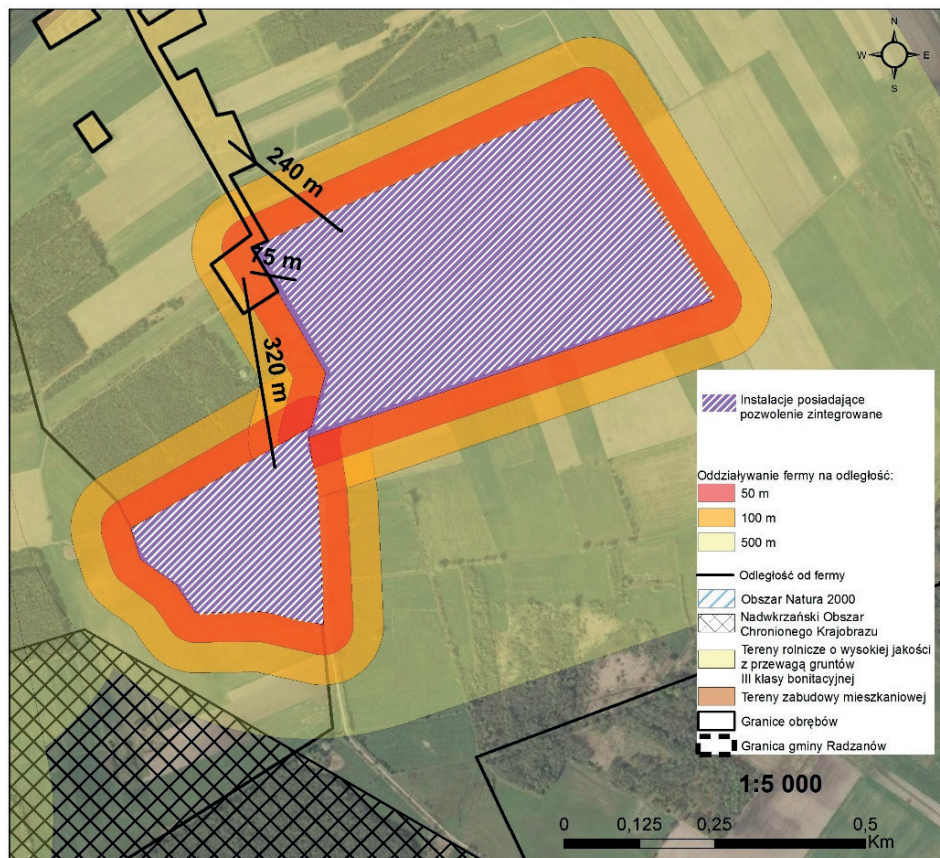 N
W E
S
240 m
75 m
320 m
Instalacje posiadające
pozwolenie zintegrowane
Oddziaływanie fermy na odległość:
50 m
100 m
500 m
Odległość od fermy
Obszar Natura 2000
Nadwkrzański Obszar
Chronionego Krajobrazu
Tereny rolnicze o wysokiej jakości
z przewagą gruntów
III klasy bonitacyjnej
Tereny zabudowy mieszkaniowej
Granice obrębów
Granica gminy Radzanów
1:5 000
0 0,125 0,25 0,5
Km